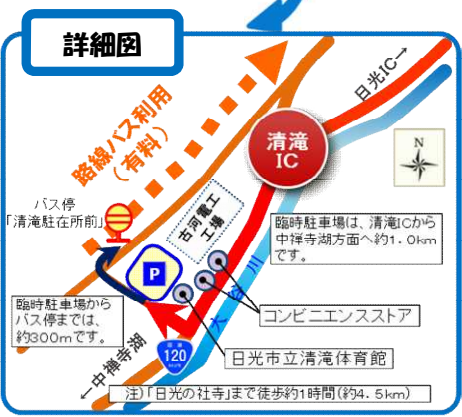 詳細図
日光IC→
路線バス利用
(有料)
清滝
IC
N
バス停
「清滝駐在所前」
古河電工
工場
臨時駐車場は、清滝ICから
中禅寺湖方面へ約1.0km
です。
P
大谷川
臨時駐車場から
バス停までは、
約300mです。
コンビニエンスストア
国道
120
日光市立清滝体育館
←中禅寺湖
注)「日光の社寺」まで徒歩約1時間(約4.5km)